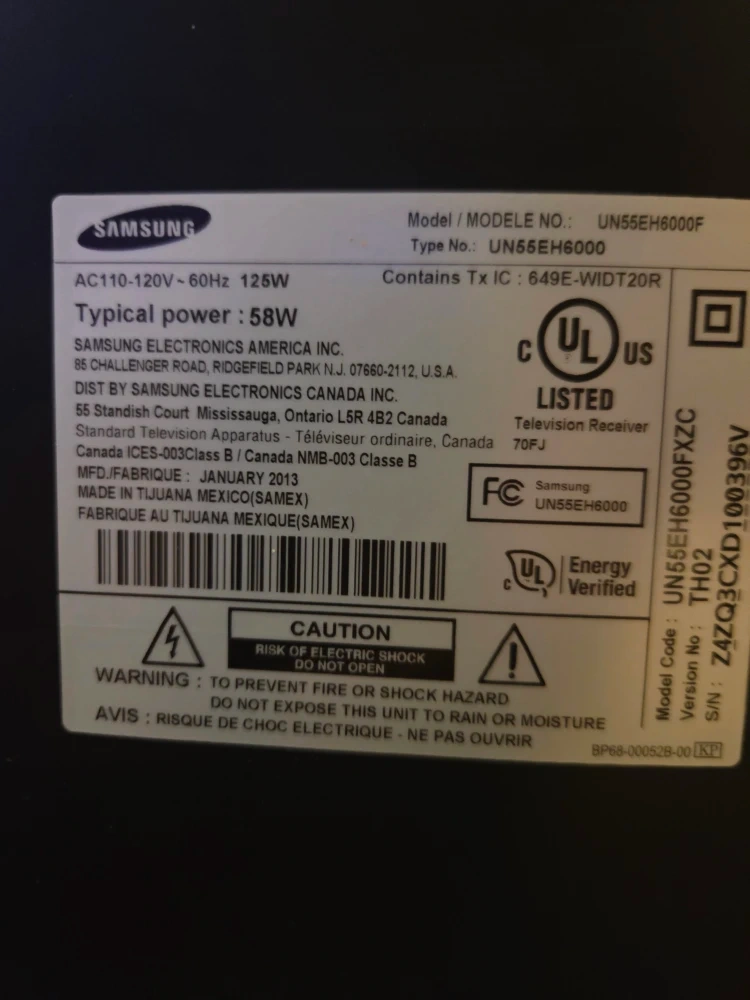 SAMSUNG
Model / MODELE NO.: UN55EH6000F
Type No.: UN55EH6000
AC110-120V ~ 60Hz 125W
Contains Tx IC : 649E-WIDT20R
Typical power : 58W
SAMSUNG ELECTRONICS AMERICA INC.
85 CHALLENGER ROAD, RIDGEFIELD PARK N.J. 07660-2112, U.S.A.
DIST BY SAMSUNG ELECTRONICS CANADA INC.
55 Standish Court Mississauga, Ontario L5R 4B2 Canada
Standard Television Apparatus - Téléviseur ordinaire, Canada
Canada ICES-003Class B / Canada NMB-003 Classe B
MFD./FABRIQUE : JANUARY 2013
MADE IN TIJUANA MEXICO(SAMEX)
FABRIQUE AU TIJUANA MEXIQUE(SAMEX)
C UL US
LISTED
Television Receiver
70FJ
FC Samsung
UN55EH6000
C UL Energy
Verified
CAUTION
RISK OF ELECTRIC SHOCK
DO NOT OPEN
WARNING : TO PREVENT FIRE OR SHOCK HAZARD
DO NOT EXPOSE THIS UNIT TO RAIN OR MOISTURE
AVIS : RISQUE DE CHOC ELECTRIQUE - NE PAS OUVRIR
BP68-00052B-00 KP
Model Code : UN55EH6000FXZC
Version No : TH02
S/N : Z4ZQ3CXD100396V